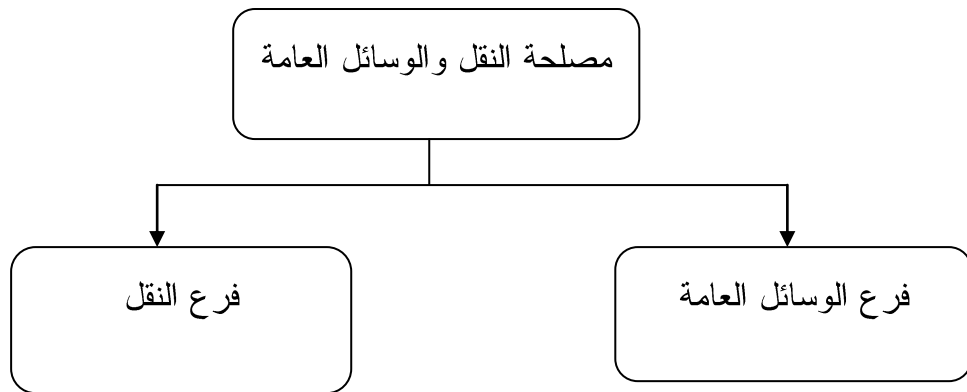 مصلحة النقل والوسائل العامة
فرع الوسائل العامة
فرع النقل